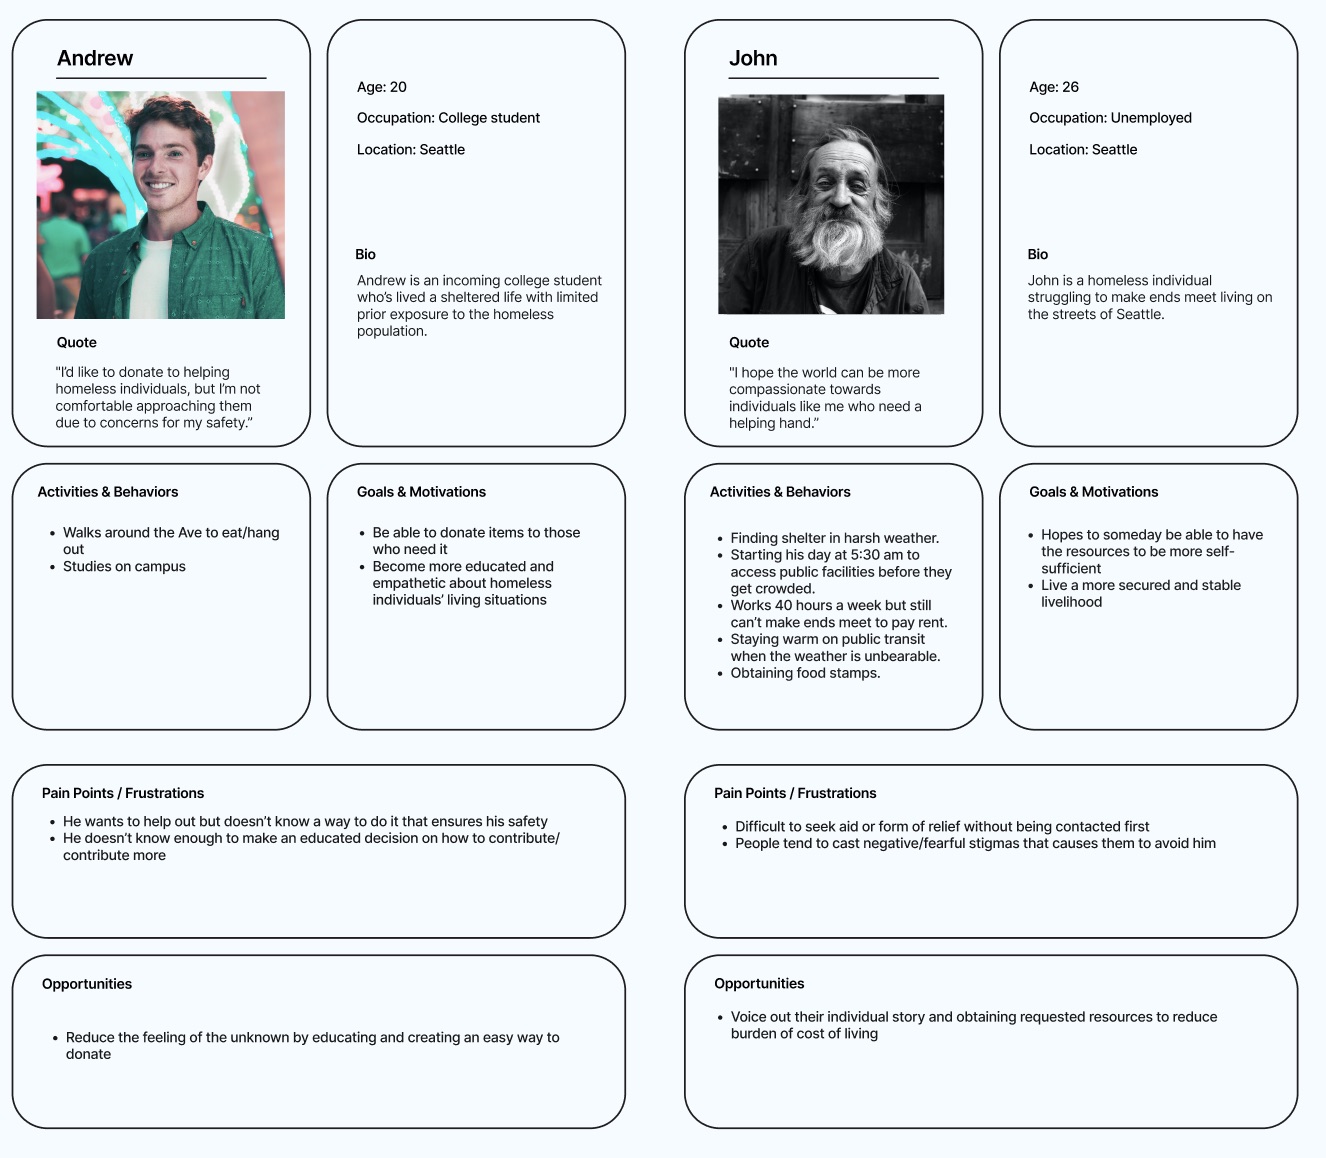 Andrew
Age: 20
Occupation: College student
Location: Seattle
Bio
Andrew is an incoming college student
who's lived a sheltered life with limited
prior exposure to the homeless
population.
Quote
"I'd like to donate to helping
homeless individuals, but I'm not
comfortable approaching them
due to concerns for my safety.”
Activities & Behaviors
• Walks around the Ave to eat/hang
out
• Studies on campus
Goals & Motivations
• Be able to donate items to those
who need it
• Become more educated and
empathetic about homeless
individuals’ living situations
Pain Points / Frustrations
• He wants to help out but doesn’t know a way to do it that ensures his safety
• He doesn’t know enough to make an educated decision on how to contribute/
contribute more
Opportunities
• Reduce the feeling of the unknown by educating and creating an easy way to
donate
John
Age: 26
Occupation: Unemployed
Location: Seattle
Bio
John is a homeless individual
struggling to make ends meet living on
the streets of Seattle.
Quote
"I hope the world can be more
compassionate towards
individuals like me who need a
helping hand.”
Activities & Behaviors
• Finding shelter in harsh weather.
• Starting his day at 5:30 am to
access public facilities before they
get crowded.
• Works 40 hours a week but still
can’t make ends meet to pay rent.
• Staying warm on public transit
when the weather is unbearable.
• Obtaining food stamps.
Goals & Motivations
• Hopes to someday be able to have
the resources to be more self-
sufficient
• Live a more secured and stable
livelihood
Pain Points / Frustrations
• Difficult to seek aid or form of relief without being contacted first
• People tend to cast negative/fearful stigmas that causes them to avoid him
Opportunities
• Voice out their individual story and obtaining requested resources to reduce
burden of cost of living